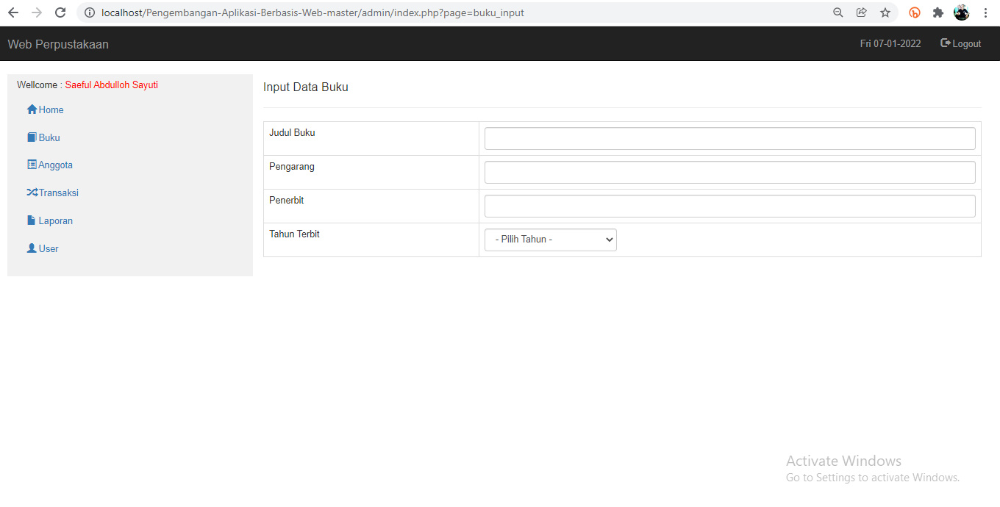 localhost/Pengembangan-Aplikasi-Berbasis-Web-master/admin/index.php?page=buku_input
Web Perpustakaan
Fri 07-01-2022
Logout
Wellcome : Saeful Abdulloh Sayuti
Home
Buku
Anggota
Transaksi
Laporan
User
Input Data Buku
Judul Buku
Pengarang
Penerbit
Tahun Terbit
- Pilih Tahun -
Activate Windows
Go to Settings to activate Windows.